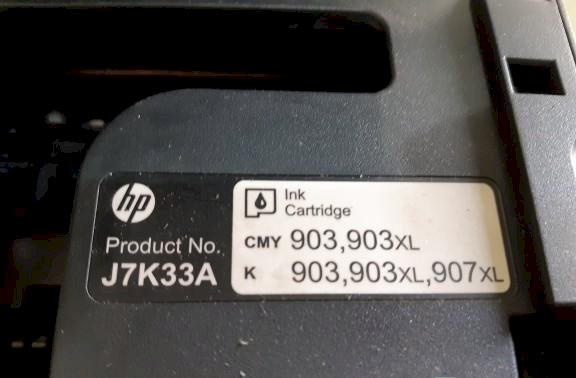 hp
Product No.
J7K33A
Ink
Cartridge
CMY 903,903XL
K 903,903XL,907XL